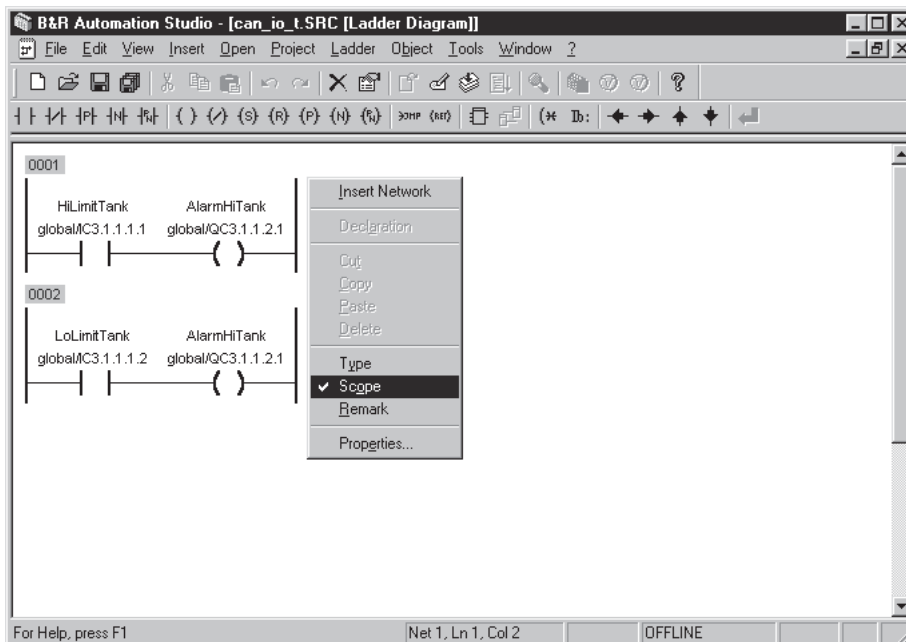 B&R Automation Studio - [can_io_t.SRC [Ladder Diagram]]
File Edit View Insert Open Project Ladder Object Tools Window ?
0001
HiLimitTank AlarmHiTank
global/IC3.1.1.1.1 global/QC3.1.1.2.1
0002
LoLimitTank AlarmHiTank
global/IC3.1.1.1.2 global/QC3.1.1.2.1
Insert Network
Declaration
Cut
Copy
Paste
Delete
Type
Scope
Remark
Properties...
For Help, press F1 Net 1, Ln 1, Col 2 OFFLINE